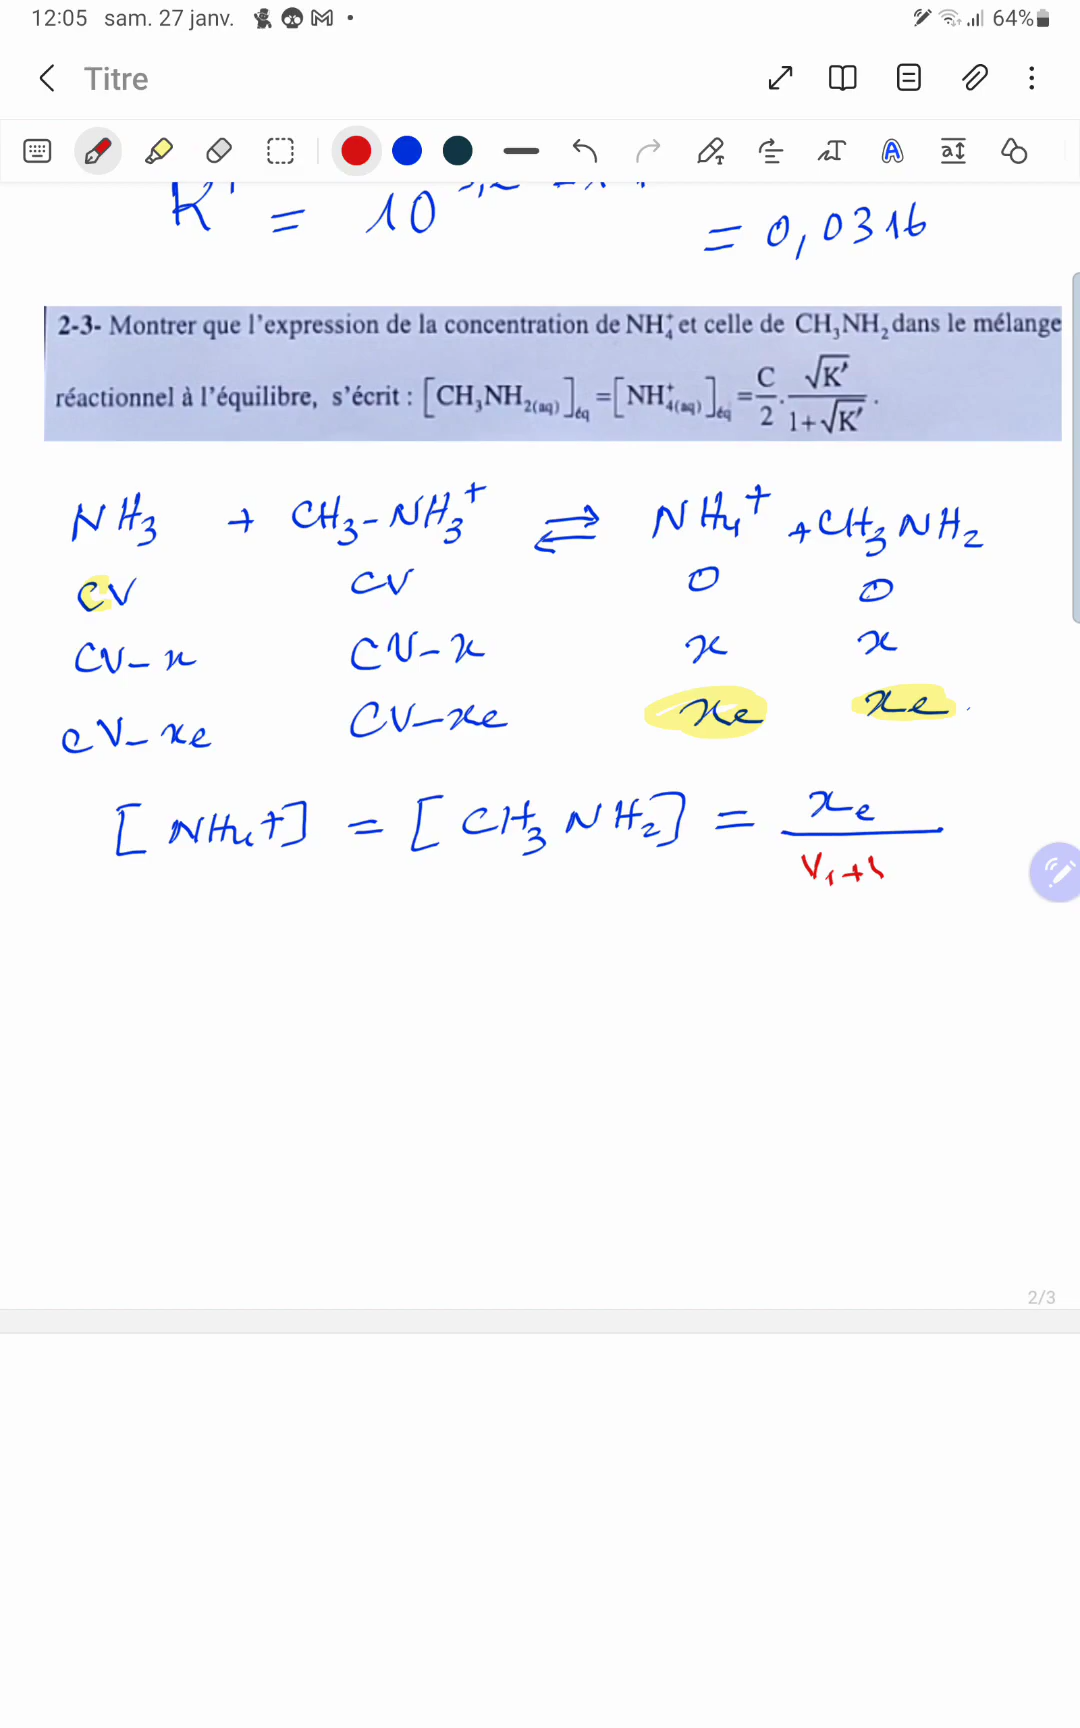 12:05 sam. 27 janv.
64%
Titre
K' = 10
= 0,0316
2-3- Montrer que l'expression de la concentration de NH₄⁺ et celle de CH₃NH₂ dans le mélange
réactionnel à l'équilibre, s'écrit : [CH₃NH₂(aq)]éq = [NH₄⁺(aq)]éq = C/2 . √K'/(1+√K') .
NH₃ + CH₃-NH₃⁺ ⇌ NH₄⁺ + CH₃NH₂
CV CV 0 0
CV-x CV-x x x
CV-xe CV-xe xe xe.
[NH₄+] = [CH₃NH₂] = xe/V₁+
2/3